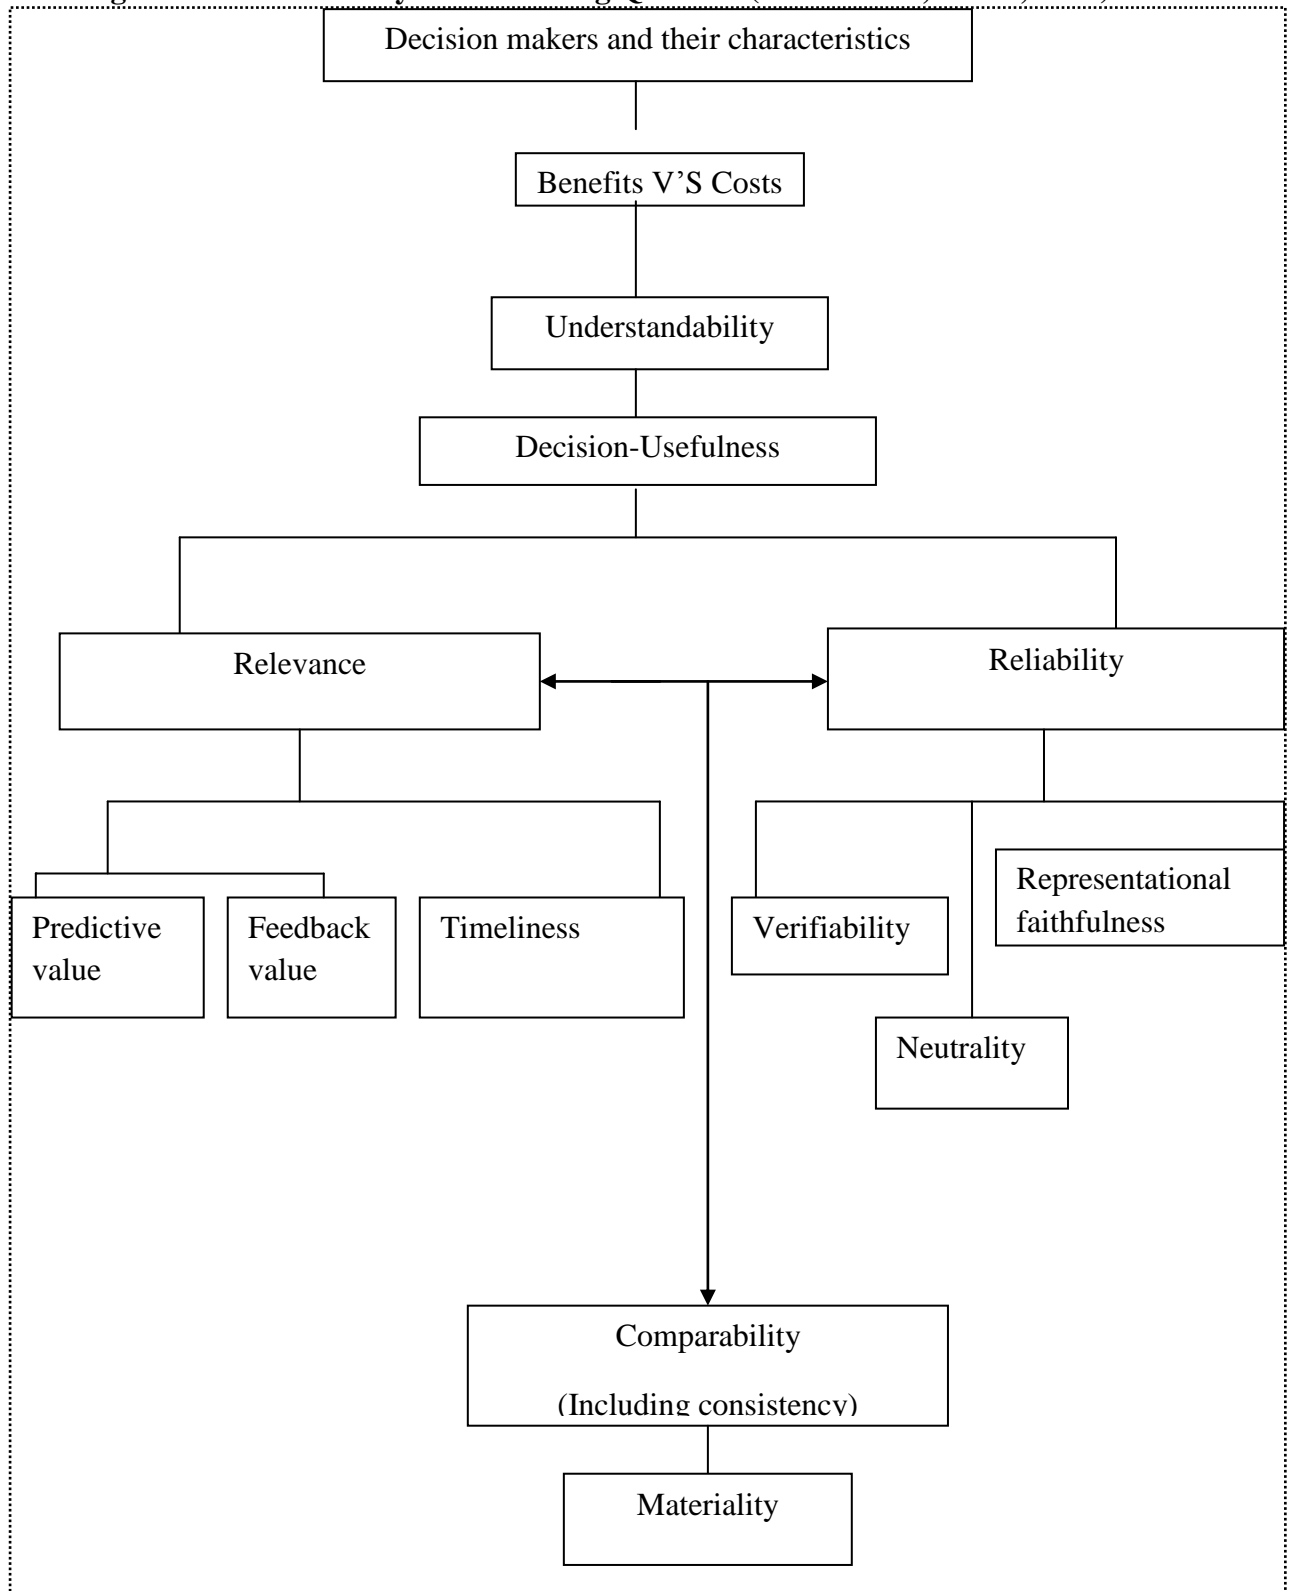 Decision makers and their characteristics
Benefits V’S Costs
Understandability
Decision-Usefulness
Relevance
Reliability
Predictive
value
Feedback
value
Timeliness
Verifiability
Representational
faithfulness
Neutrality
Comparability
(Including consistency)
Materiality